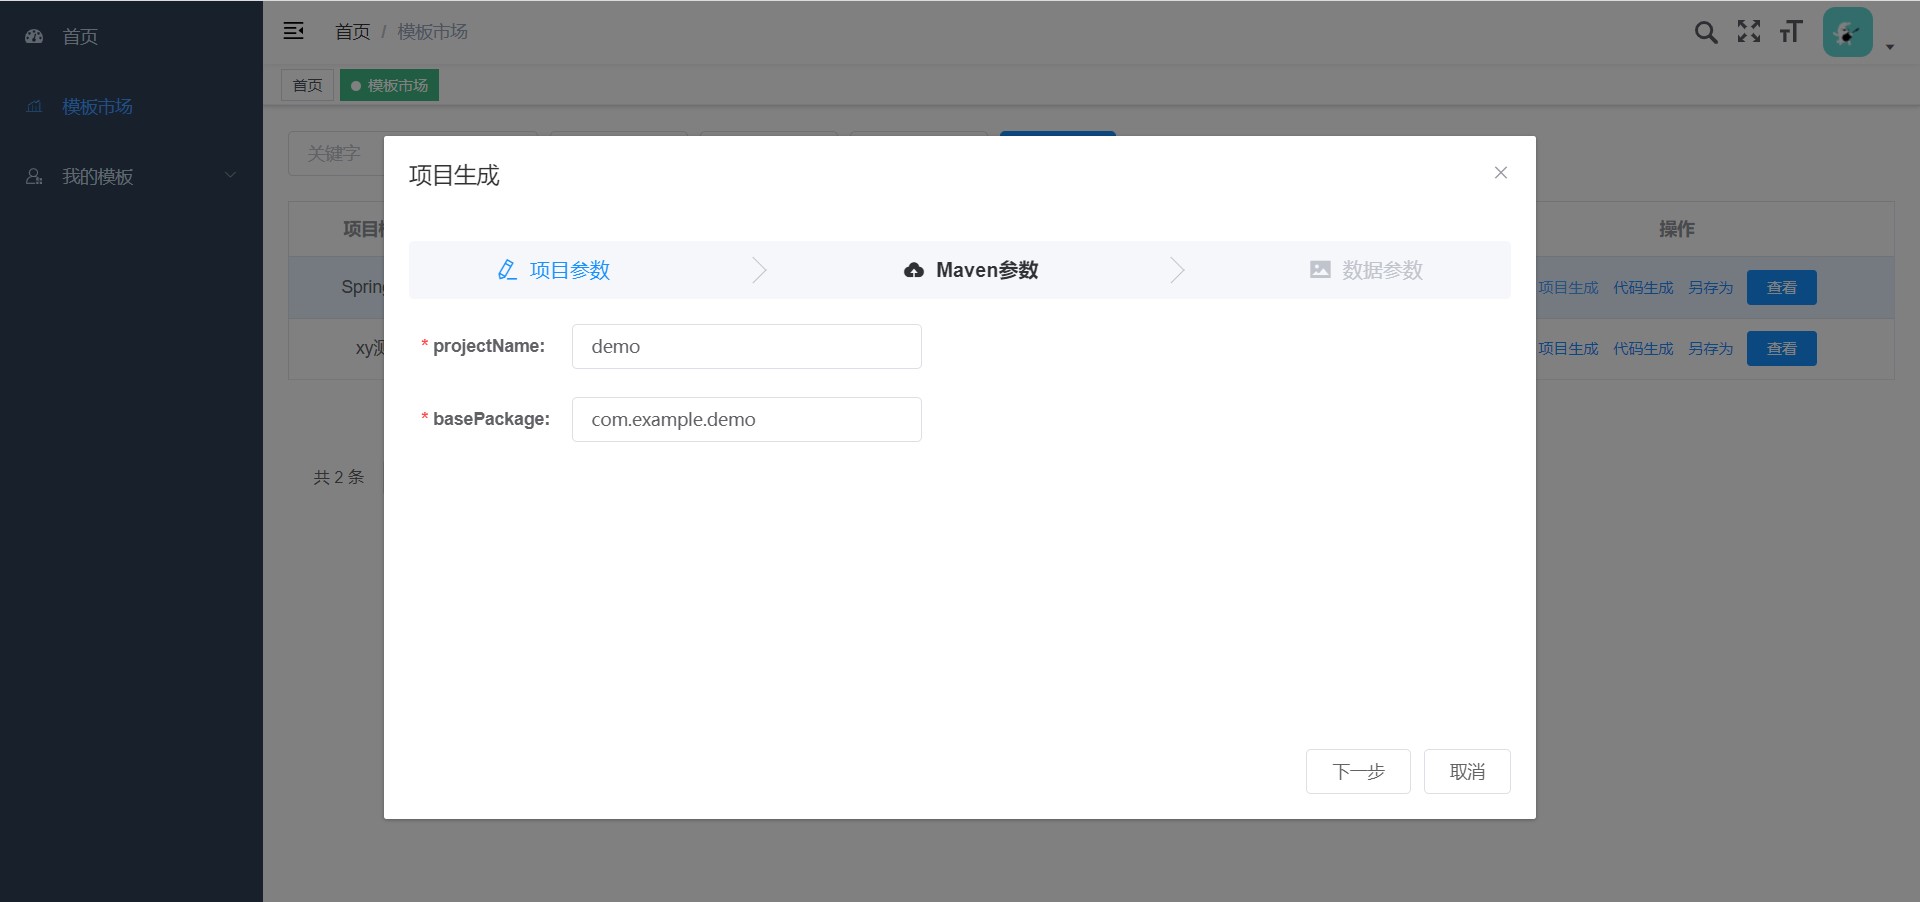 首页
模板市场
我的模板
首页 / 模板市场
首页
模板市场
关键字
项目生成
项目参数
Maven参数
数据参数
* projectName:
demo
* basePackage:
com.example.demo
下一步
取消
项目
操作
Spring
项目生成 代码生成 另存为 查看
xy测
项目生成 代码生成 另存为 查看
共 2 条